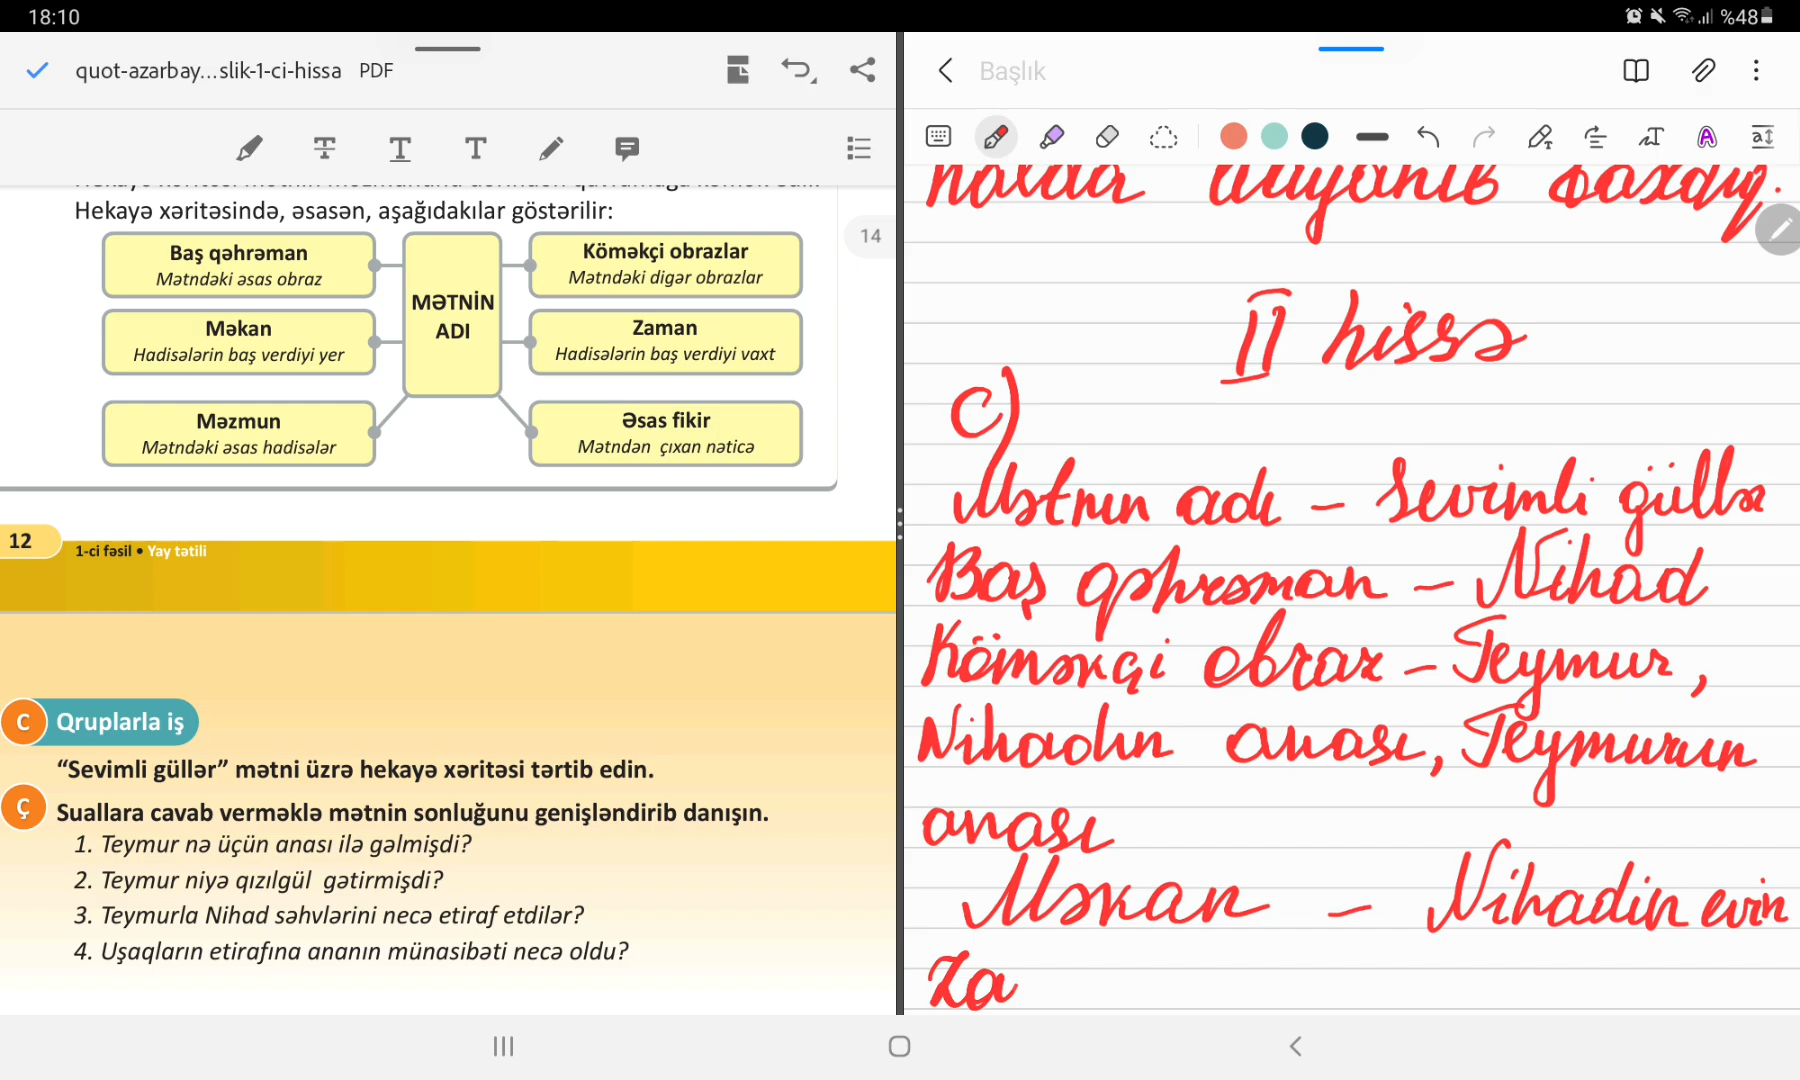 18:10
%48
quot-azarbay...slik-1-ci-hissa PDF
Hekayə xəritəsində, əsasən, aşağıdakılar göstərilir:
14
Baş qəhrəman
Mətndəki əsas obraz
Məkan
Hadisələrin baş verdiyi yer
Məzmun
Mətndəki əsas hadisələr
MƏTNİN
ADI
Köməkçi obrazlar
Mətndəki digər obrazlar
Zaman
Hadisələrin baş verdiyi vaxt
Əsas fikir
Mətndən çıxan nəticə
12
1-ci fəsil • Yay tətili
C Qruplarla iş
“Sevimli güllər” mətni üzrə hekayə xəritəsi tərtib edin.
Ç Suallara cavab verməklə mətnin sonluğunu genişləndirib danışın.
1. Teymur nə üçün anası ilə gəlmişdi?
2. Teymur niyə qızılgül gətirmişdi?
3. Teymurla Nihad səhvlərini necə etiraf etdilər?
4. Uşaqların etirafına ananın münasibəti necə oldu?
Başlık
II hissə
C)
Mətnin adı – Sevimli güllə
Baş qəhrəman – Nihad
Köməkçi obraz – Teymur,
Nihadın anası, Teymurun
anası
Məkan – Nihadin evin
Za